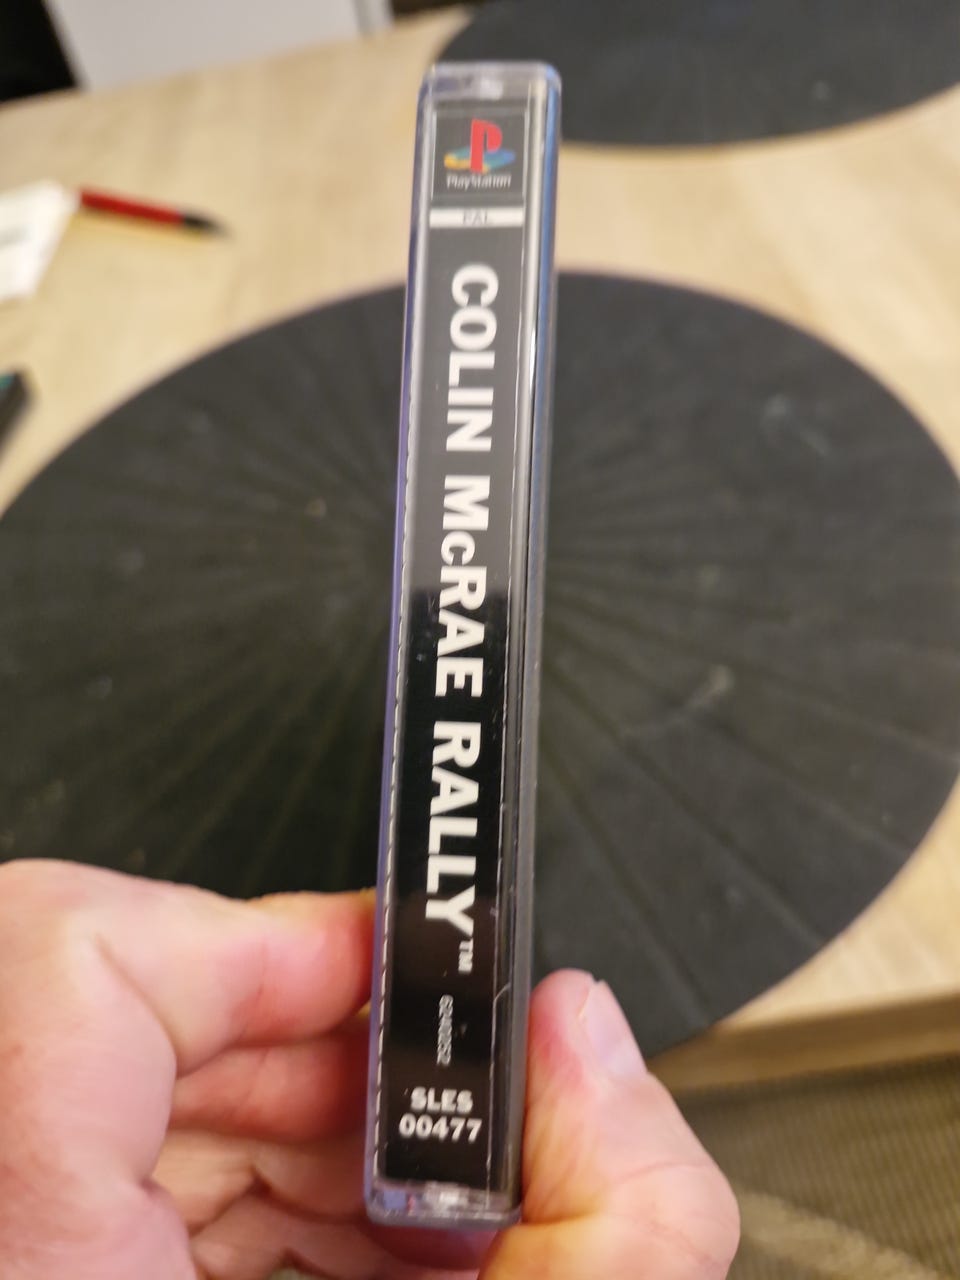 PlayStation
PAL
COLIN McRAE RALLY™
SLES
00477